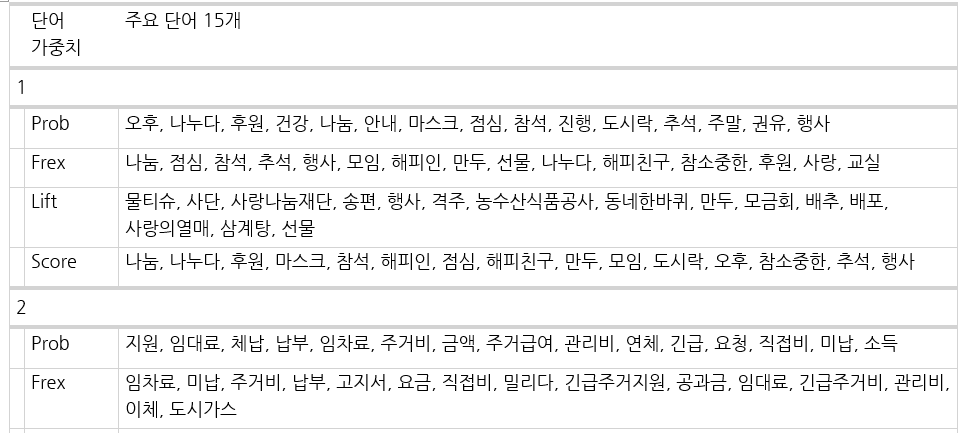 단어 주요 단어 15개
가중치
1
Prob 오후, 나누다, 후원, 건강, 나눔, 안내, 마스크, 점심, 참석, 진행, 도시락, 추석, 주말, 권유, 행사
Frex 나눔, 점심, 참석, 추석, 행사, 모임, 해피인, 만두, 선물, 나누다, 해피친구, 참소중한, 후원, 사랑, 교실
Lift 물티슈, 사단, 사랑나눔재단, 송편, 행사, 격주, 농수산식품공사, 동네한바퀴, 만두, 모금회, 배추, 배포,
사랑의열매, 삼계탕, 선물
Score 나눔, 나누다, 후원, 마스크, 참석, 해피인, 점심, 해피친구, 만두, 모임, 도시락, 오후, 참소중한, 추석, 행사
2
Prob 지원, 임대료, 체납, 납부, 임차료, 주거비, 금액, 주거급여, 관리비, 연체, 긴급, 요청, 직접비, 미납, 소득
Frex 임차료, 미납, 주거비, 납부, 고지서, 요금, 직접비, 밀리다, 긴급주거지원, 공과금, 임대료, 긴급주거비, 관리비,
이체, 도시가스